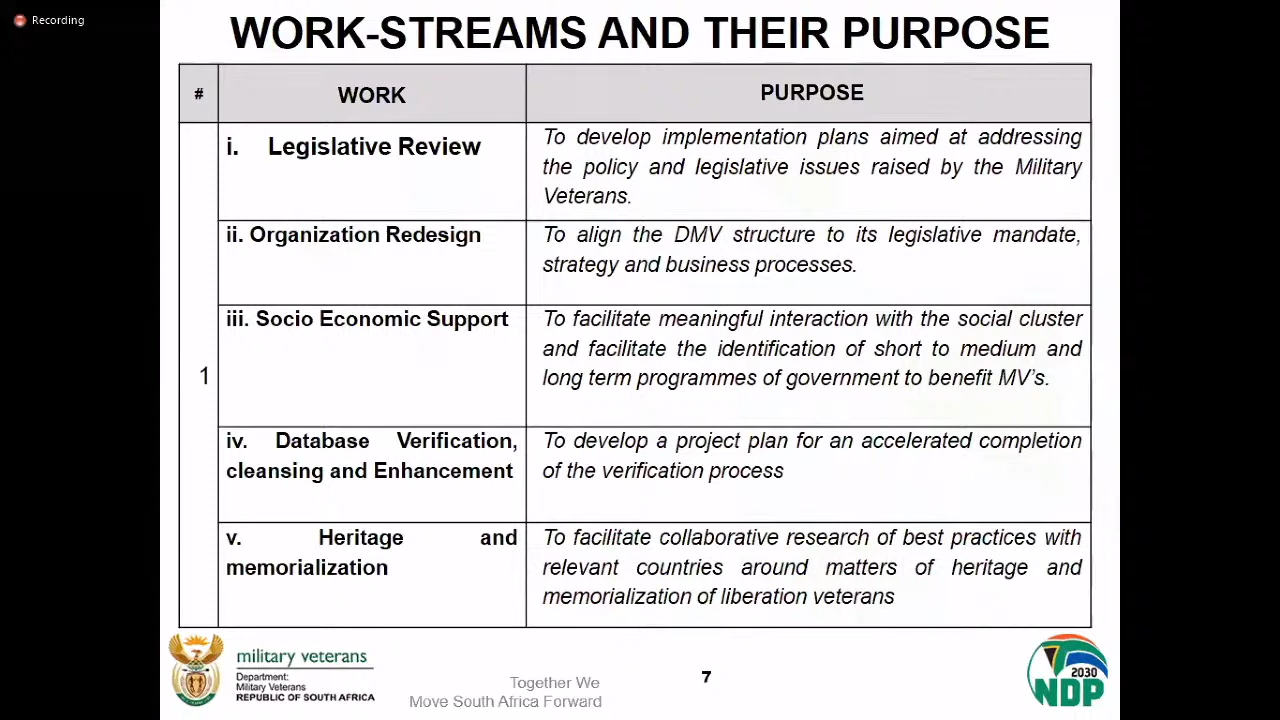 Recording
WORK-STREAMS AND THEIR PURPOSE
#
WORK
PURPOSE
1
i. Legislative Review
To develop implementation plans aimed at addressing
the policy and legislative issues raised by the Military
Veterans.
ii. Organization Redesign
To align the DMV structure to its legislative mandate,
strategy and business processes.
iii. Socio Economic Support
To facilitate meaningful interaction with the social cluster
and facilitate the identification of short to medium and
long term programmes of government to benefit MV's.
iv. Database Verification,
cleansing and Enhancement
To develop a project plan for an accelerated completion
of the verification process
v. Heritage and
memorialization
To facilitate collaborative research of best practices with
relevant countries around matters of heritage and
memorialization of liberation veterans
military veterans
Department:
Military Veterans
REPUBLIC OF SOUTH AFRICA
Together We
Move South Africa Forward
7
2030
NDP